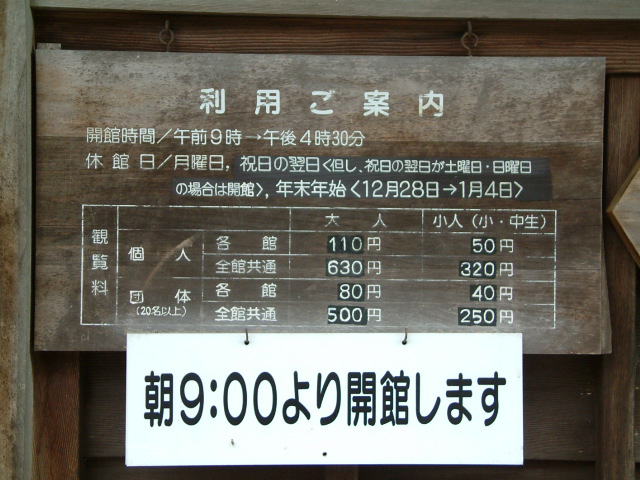 利用ご案内
開館時間/午前9時→午後4時30分
休館日/月曜日,祝日の翌日<但し、祝日の翌日が土曜日・日曜日
の場合は開館>,年末年始<12月28日→1月4日>
観覧料 大人 小人(小・中生)
個人 各館 110円 50円
全館共通 630円 320円
団体 各館 80円 40円
(20名以上) 全館共通 500円 250円
朝9:00より開館します